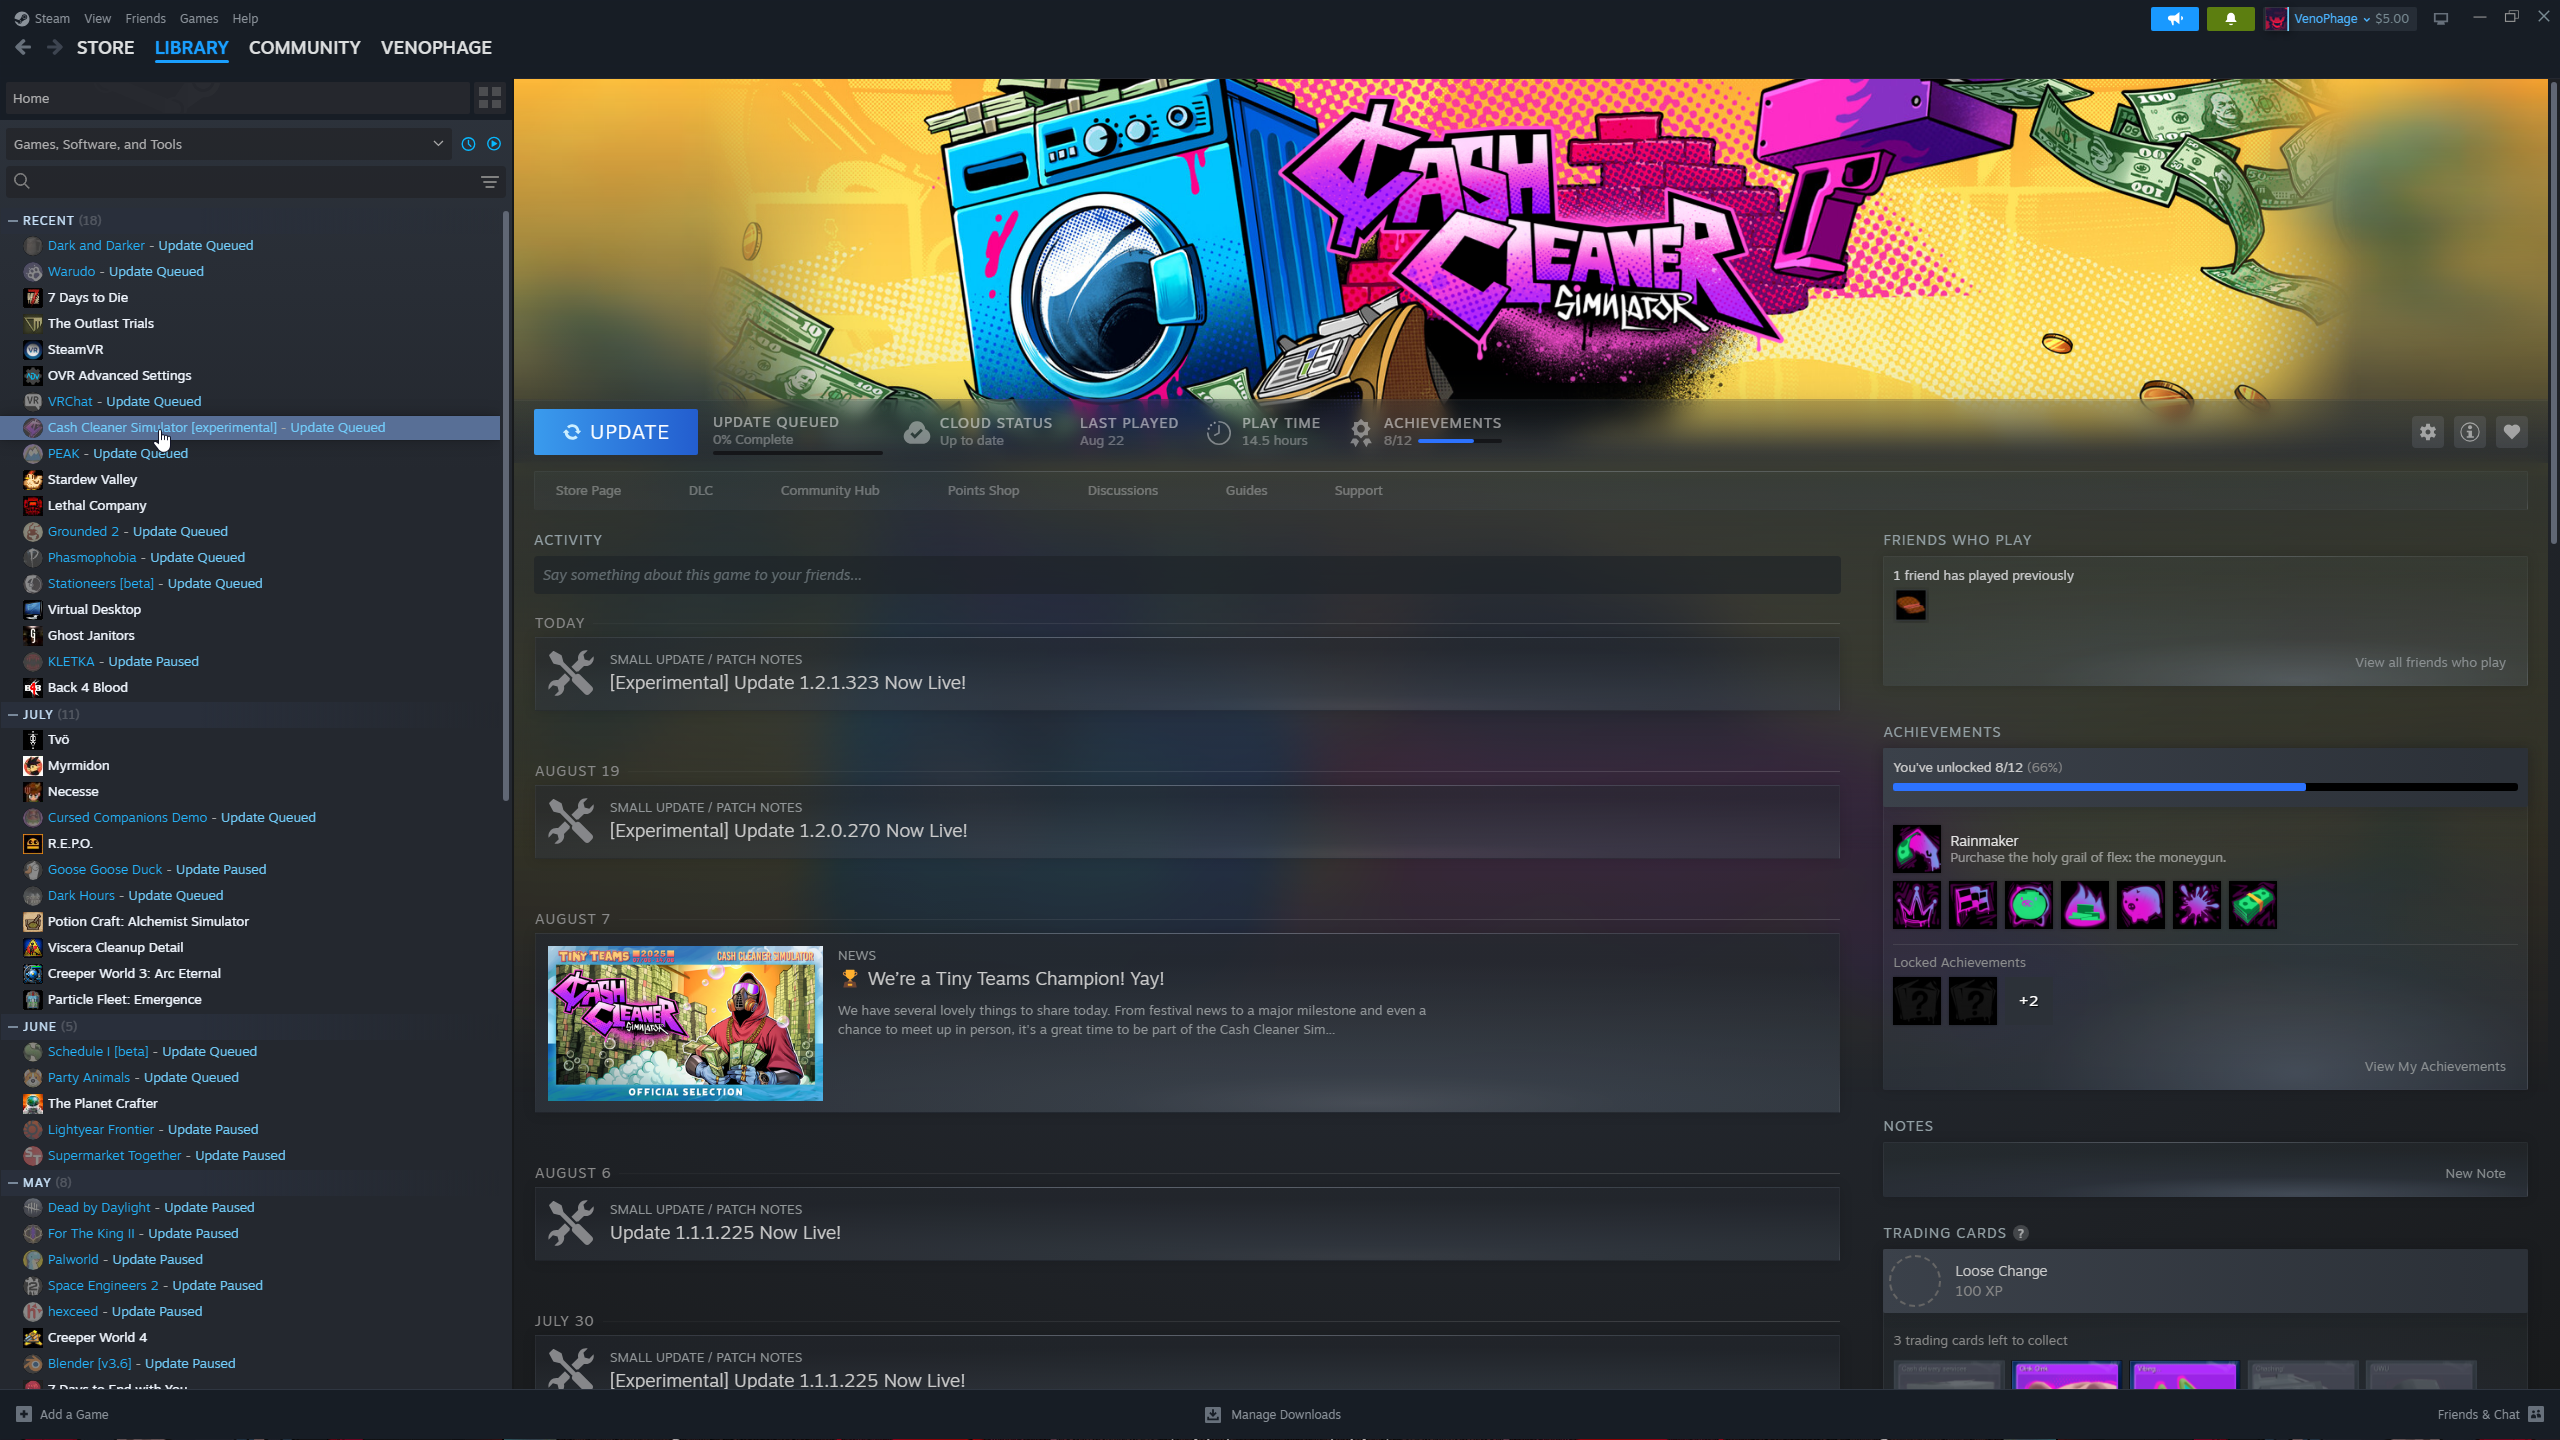 Steam View Friends Games Help
VenoPhage $5.00
STORE LIBRARY COMMUNITY VENOPHAGE
Home
Games, Software, and Tools
— RECENT (18)
Dark and Darker - Update Queued
Warudo - Update Queued
7 Days to Die
The Outlast Trials
SteamVR
OVR Advanced Settings
VRChat - Update Queued
Cash Cleaner Simulator [experimental] - Update Queued
PEAK - Update Queued
Stardew Valley
Lethal Company
Grounded 2 - Update Queued
Phasmophobia - Update Queued
Stationeers [beta] - Update Queued
Virtual Desktop
Ghost Janitors
KLETKA - Update Paused
Back 4 Blood
— JULY (11)
Tvö
Myrmidon
Necesse
Cursed Companions Demo - Update Queued
R.E.P.O.
Goose Goose Duck - Update Paused
Dark Hours - Update Queued
Potion Craft: Alchemist Simulator
Viscera Cleanup Detail
Creeper World 3: Arc Eternal
Particle Fleet: Emergence
— JUNE (5)
Schedule I [beta] - Update Queued
Party Animals - Update Queued
The Planet Crafter
Lightyear Frontier - Update Paused
Supermarket Together - Update Paused
— MAY (8)
Dead by Daylight - Update Paused
For The King II - Update Paused
Palworld - Update Paused
Space Engineers 2 - Update Paused
hexceed - Update Paused
Creeper World 4
Blender [v3.6] - Update Paused
7 Days to End with You
CASH
CLEANER
SIMULATOR
UPDATE
UPDATE QUEUED
0% Complete
CLOUD STATUS
Up to date
LAST PLAYED
Aug 22
PLAY TIME
14.5 hours
ACHIEVEMENTS
8/12
Store Page DLC Community Hub Points Shop Discussions Guides Support
ACTIVITY
Say something about this game to your friends...
TODAY
SMALL UPDATE / PATCH NOTES
[Experimental] Update 1.2.1.323 Now Live!
AUGUST 19
SMALL UPDATE / PATCH NOTES
[Experimental] Update 1.2.0.270 Now Live!
AUGUST 7
TINY TEAMS 2025 CASH CLEANER SIMULATOR
CASH
CLEANER
SIMULATOR
OFFICIAL SELECTION
NEWS
🏆 We're a Tiny Teams Champion! Yay!
We have several lovely things to share today. From festival news to a major milestone and even a
chance to meet up in person, it's a great time to be part of the Cash Cleaner Sim...
AUGUST 6
SMALL UPDATE / PATCH NOTES
Update 1.1.1.225 Now Live!
JULY 30
SMALL UPDATE / PATCH NOTES
[Experimental] Update 1.1.1.225 Now Live!
FRIENDS WHO PLAY
1 friend has played previously
View all friends who play
ACHIEVEMENTS
You've unlocked 8/12 (66%)
Rainmaker
Purchase the holy grail of flex: the moneygun.
Locked Achievements
+2
View My Achievements
NOTES
New Note
TRADING CARDS ?
Loose Change
100 XP
3 trading cards left to collect
Add a Game
Manage Downloads
Friends & Chat